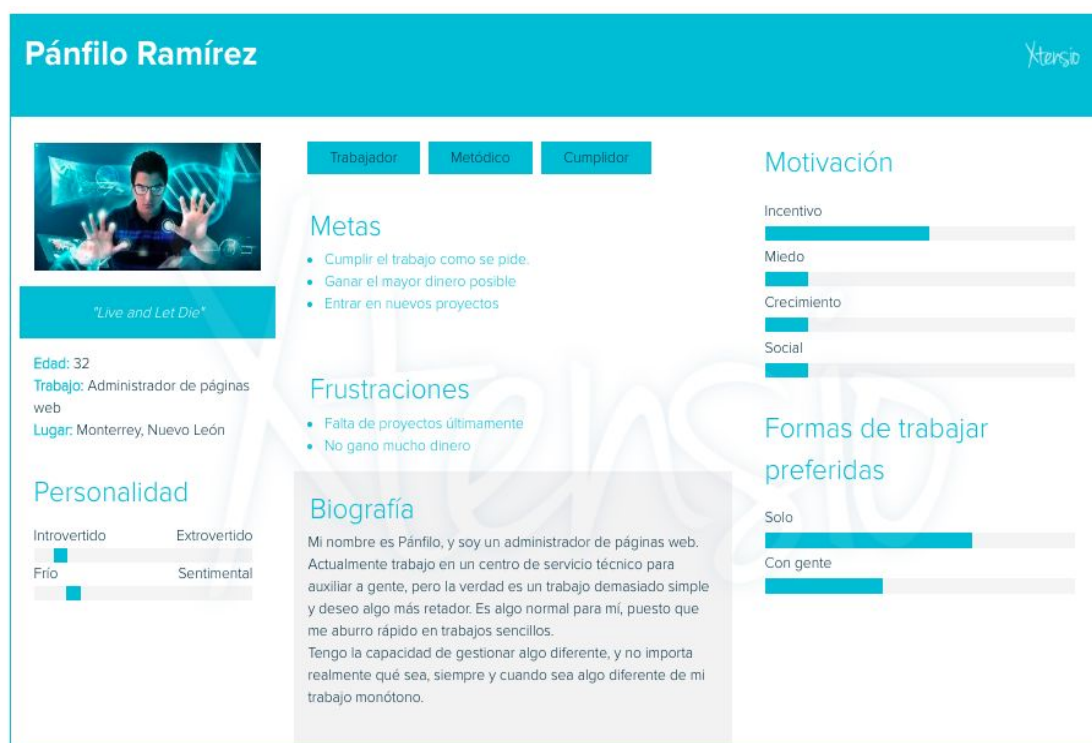 Pánfilo Ramírez
Xtensio
"Live and Let Die"
Edad: 32
Trabajo: Administrador de páginas
web
Lugar: Monterrey, Nuevo León
Personalidad
Introvertido Extrovertido
Frío Sentimental
Trabajador Metódico Cumplidor
Metas
Cumplir el trabajo como se pide.
Ganar el mayor dinero posible
Entrar en nuevos proyectos
Frustraciones
Falta de proyectos últimamente
No gano mucho dinero
Biografía
Mi nombre es Pánfilo, y soy un administrador de páginas web.
Actualmente trabajo en un centro de servicio técnico para
auxiliar a gente, pero la verdad es un trabajo demasiado simple
y deseo algo más retador. Es algo normal para mí, puesto que
me aburro rápido en trabajos sencillos.
Tengo la capacidad de gestionar algo diferente, y no importa
realmente qué sea, siempre y cuando sea algo diferente de mi
trabajo monótono.
Motivación
Incentivo
Miedo
Crecimiento
Social
Formas de trabajar
preferidas
Solo
Con gente
Xtensio